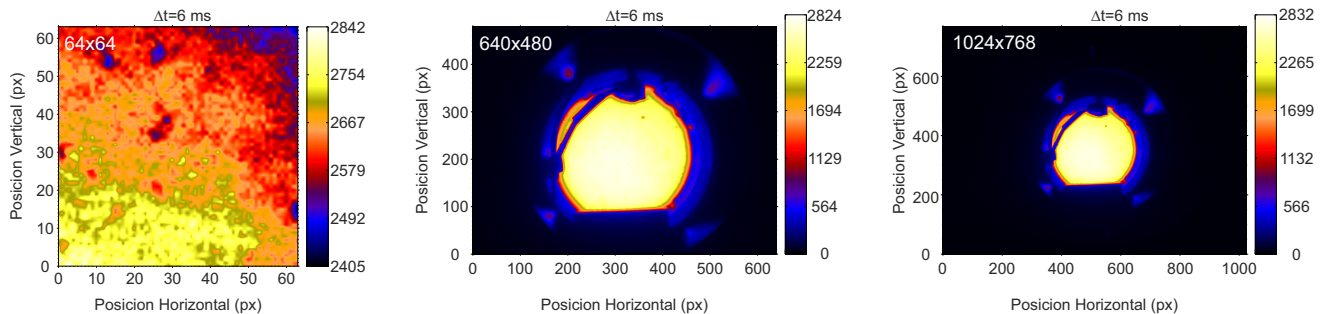 Δt=6 ms
64x64
Posicion Vertical (px)
60
50
40
30
20
10
0
0 10 20 30 40 50 60
Posicion Horizontal (px)
2842
2754
2667
2579
2492
2405
Δt=6 ms
640x480
Posicion Vertical (px)
400
300
200
100
0
0 100 200 300 400 500 600
Posicion Horizontal (px)
2824
2259
1694
1129
564
0
Δt=6 ms
1024x768
Posicion Vertical (px)
600
400
200
0
0 200 400 600 800 1000
Posicion Horizontal (px)
2832
2265
1699
1132
566
0